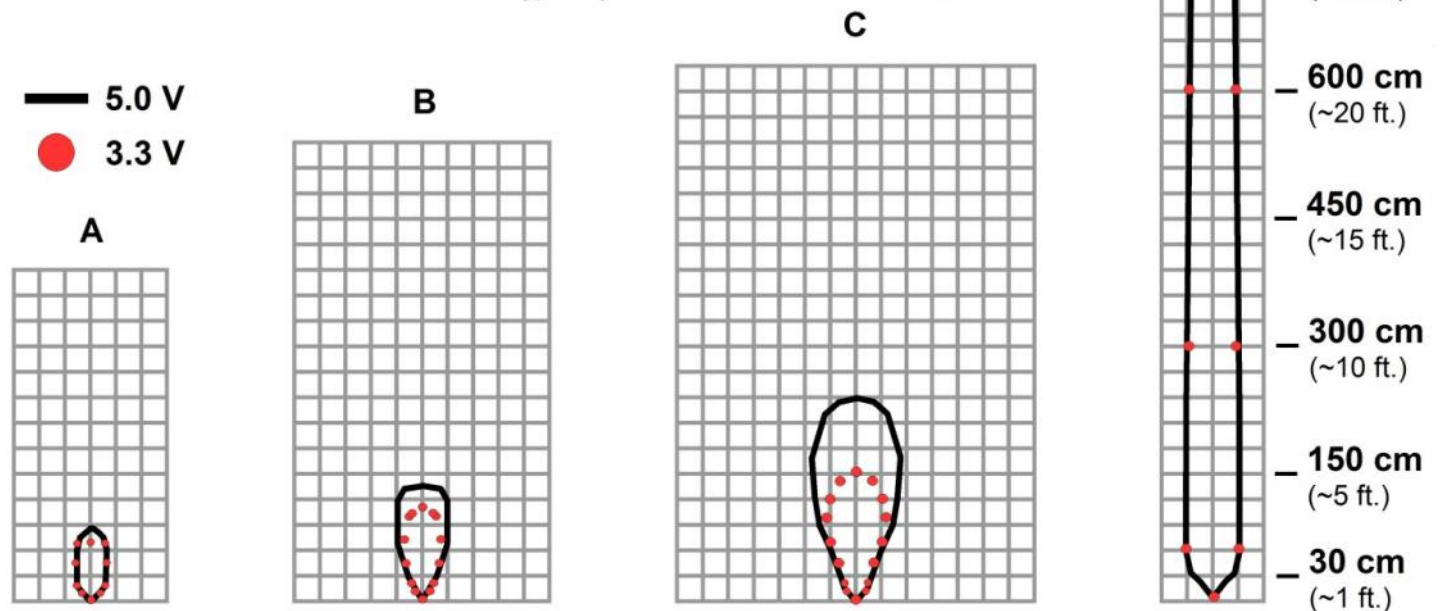 C
B
5.0 V
3.3 V
A
600 cm
(~20 ft.)
450 cm
(~15 ft.)
300 cm
(~10 ft.)
150 cm
(~5 ft.)
30 cm
(~1 ft.)